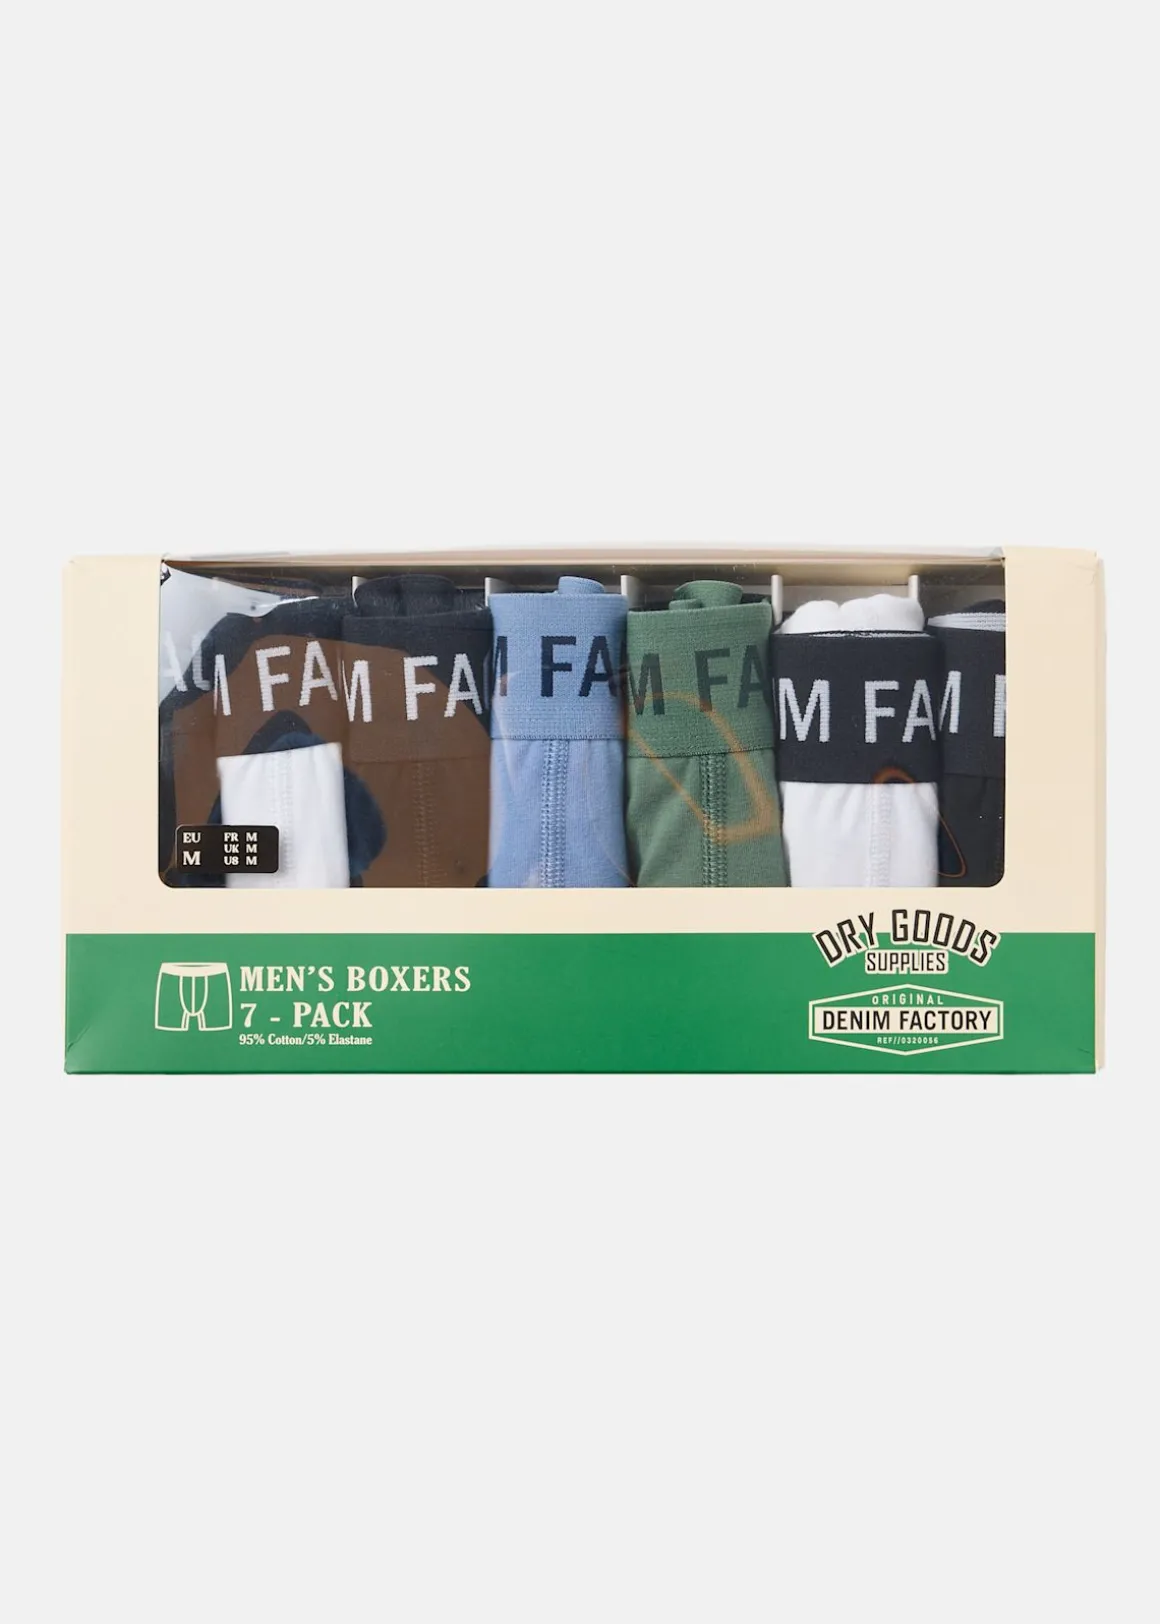 M FA
M FA
M FA
M FA
M FA
M
EU
M
FR M
UK M
US M
MEN'S BOXERS
7 - PACK
95% Cotton/5% Elastane
DRY GOODS
SUPPLIES
ORIGINAL
DENIM FACTORY
REF//0320056